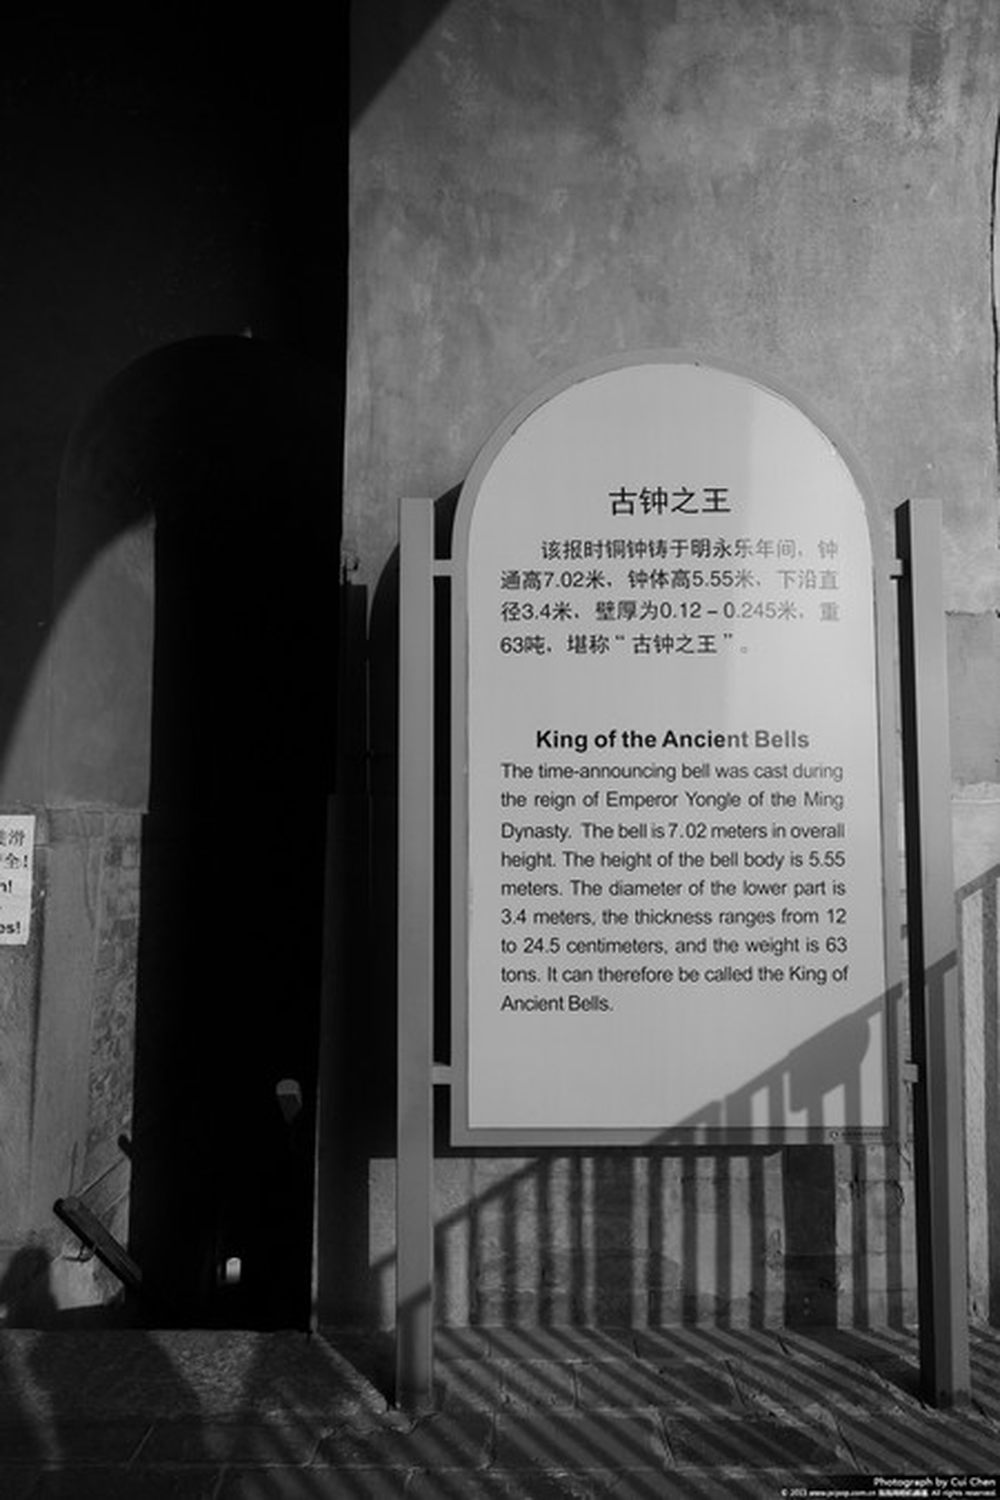 古钟之王
该报时铜钟铸于明永乐年间、钟
通高7.02米、钟体高5.55米、下沿直
径3.4米、壁厚为0.12－0.245米、重
63吨、堪称“古钟之王”。
King of the Ancient Bells
The time-announcing bell was cast during
the reign of Emperor Yongle of the Ming
Dynasty. The bell is 7.02 meters in overall
height. The height of the bell body is 5.55
meters. The diameter of the lower part is
3.4 meters, the thickness ranges from 12
to 24.5 centimeters, and the weight is 63
tons. It can therefore be called the King of
Ancient Bells.
滑
全!
Photograph by Cui Chen
All rights reserved.